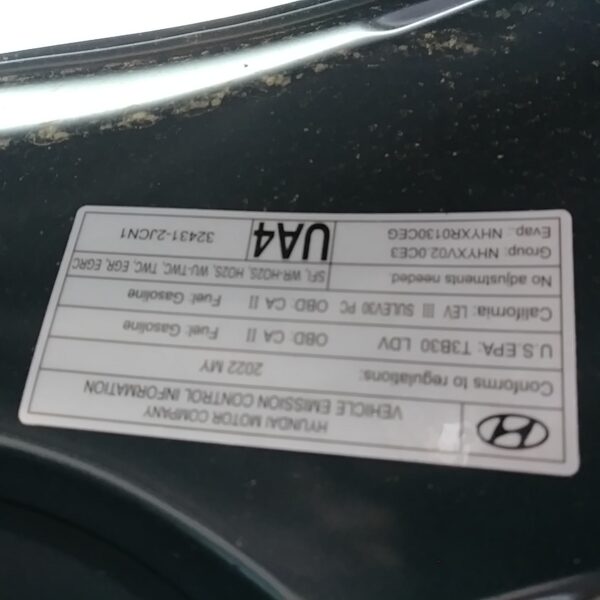 HYUNDAI MOTOR COMPANY
VEHICLE EMISSION CONTROL INFORMATION
Conforms to regulations: 2022 MY
U.S.EPA: T3B30 LDV OBD: CA II Fuel: Gasoline
California: LEV III SULEV30 PC OBD: CA II Fuel: Gasoline
No adjustments needed. SFI, WR-HO2S, HO2S, WU-TWC, TWC, EGR, EGRC
Group: NHYXV02.0CE3
Evap.: NHYXR0130CEG
UA4
32431-2JCN1